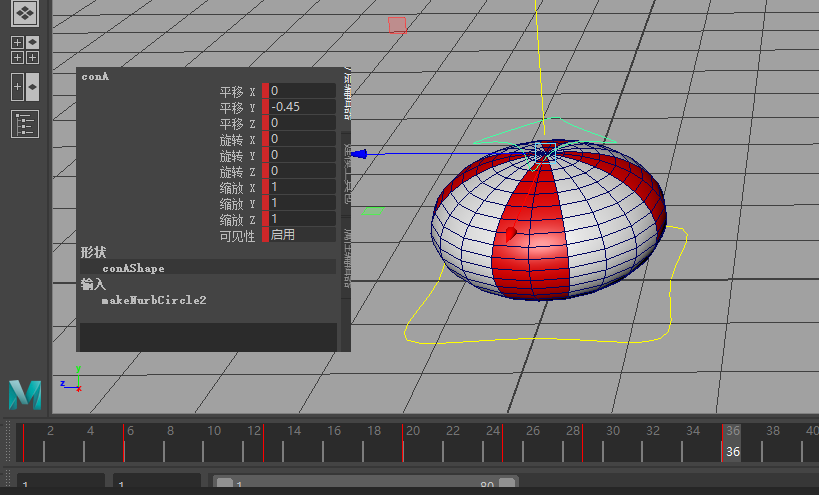 conA
平移 X 0
平移 Y -0.45
平移 Z 0
旋转 X 0
旋转 Y 0
旋转 Z 0
缩放 X 1
缩放 Y 1
缩放 Z 1
可见性 启用
形状
conAShape
输入
makeNurbCircle2
y
z
x
M
2 4 6 8 10 12 14 16 18 20 22 24 26 28 30 32 34 36 38 40
36
1 1 1 80